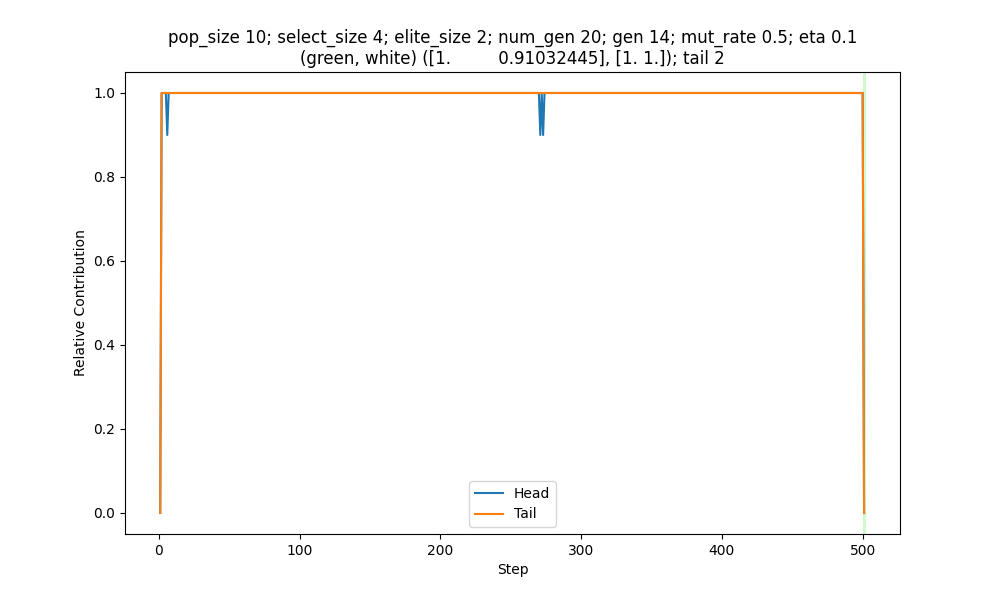 pop_size 10; select_size 4; elite_size 2; num_gen 20; gen 14; mut_rate 0.5; eta 0.1
(green, white) ([1.         0.91032445], [1. 1.]); tail 2
1.0
0.8
0.6
0.4
0.2
0.0
Relative Contribution
Head
Tail
0 100 200 300 400 500
Step